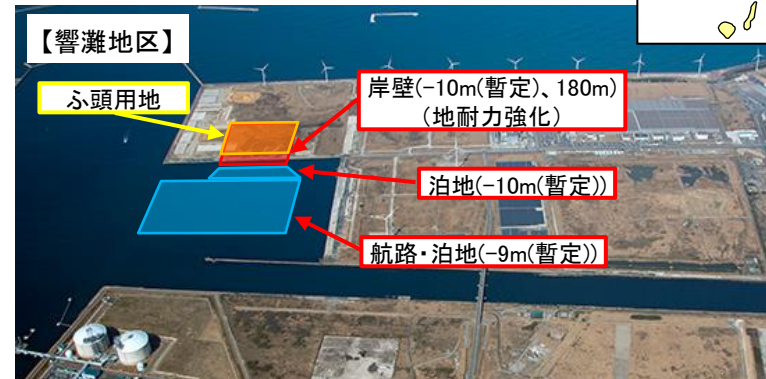 【響灘地区】
ふ頭用地
岸壁(-10m(暫定)、180m)
(地耐力強化)
泊地(-10m(暫定))
航路・泊地(-9m(暫定))